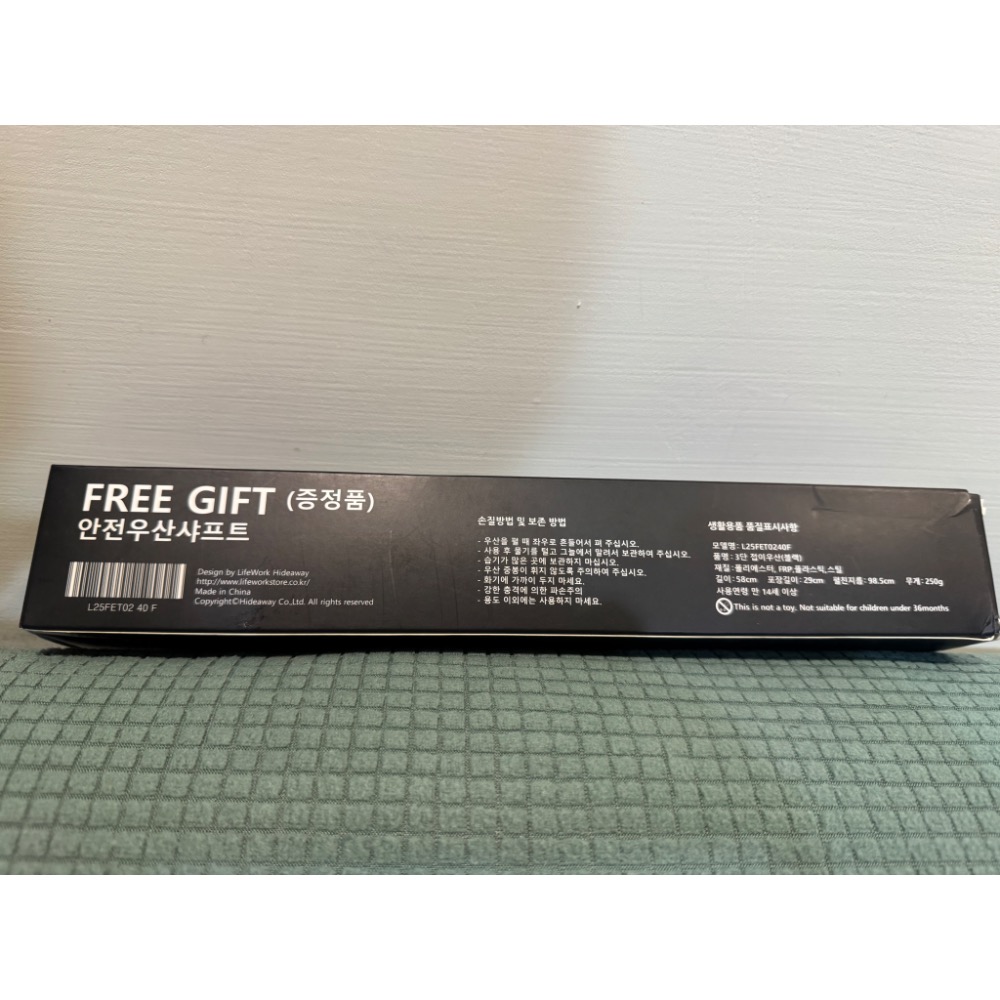 FREE GIFT (증정품)
안전우산샤프트
L25FET02 40 F
Design by LifeWork Hideaway
http://www.lifeworkstore.co.kr/
Made in China
Copyright©Hideaway Co,.Ltd. All rights reserved
손질방법 및 보존 방법
- 우산을 펼 때 좌우로 흔들어서 펴 주십시오.
- 사용 후 물기를 털고 그늘에서 말려서 보관하여 주십시오.
- 습기가 많은 곳에 보관하지 마십시오.
- 우산 중봉이 휘지 않도록 주의하여 주십시오.
- 화기에 가까이 두지 마세요.
- 강한 충격에 의한 파손주의
- 용도 이외에는 사용하지 마세요.
생활용품 품질표시사항
모델명 : L25FET0240F
품명 : 3단 접이우산(블랙)
재질 : 폴리에스터, FRP,플라스틱,스틸
길이 : 58cm 포장길이 : 29cm 펼친지름 : 98.5cm 무게 : 250g
사용연령 만 14세 이상
This is not a toy. Not suitable for children under 36months